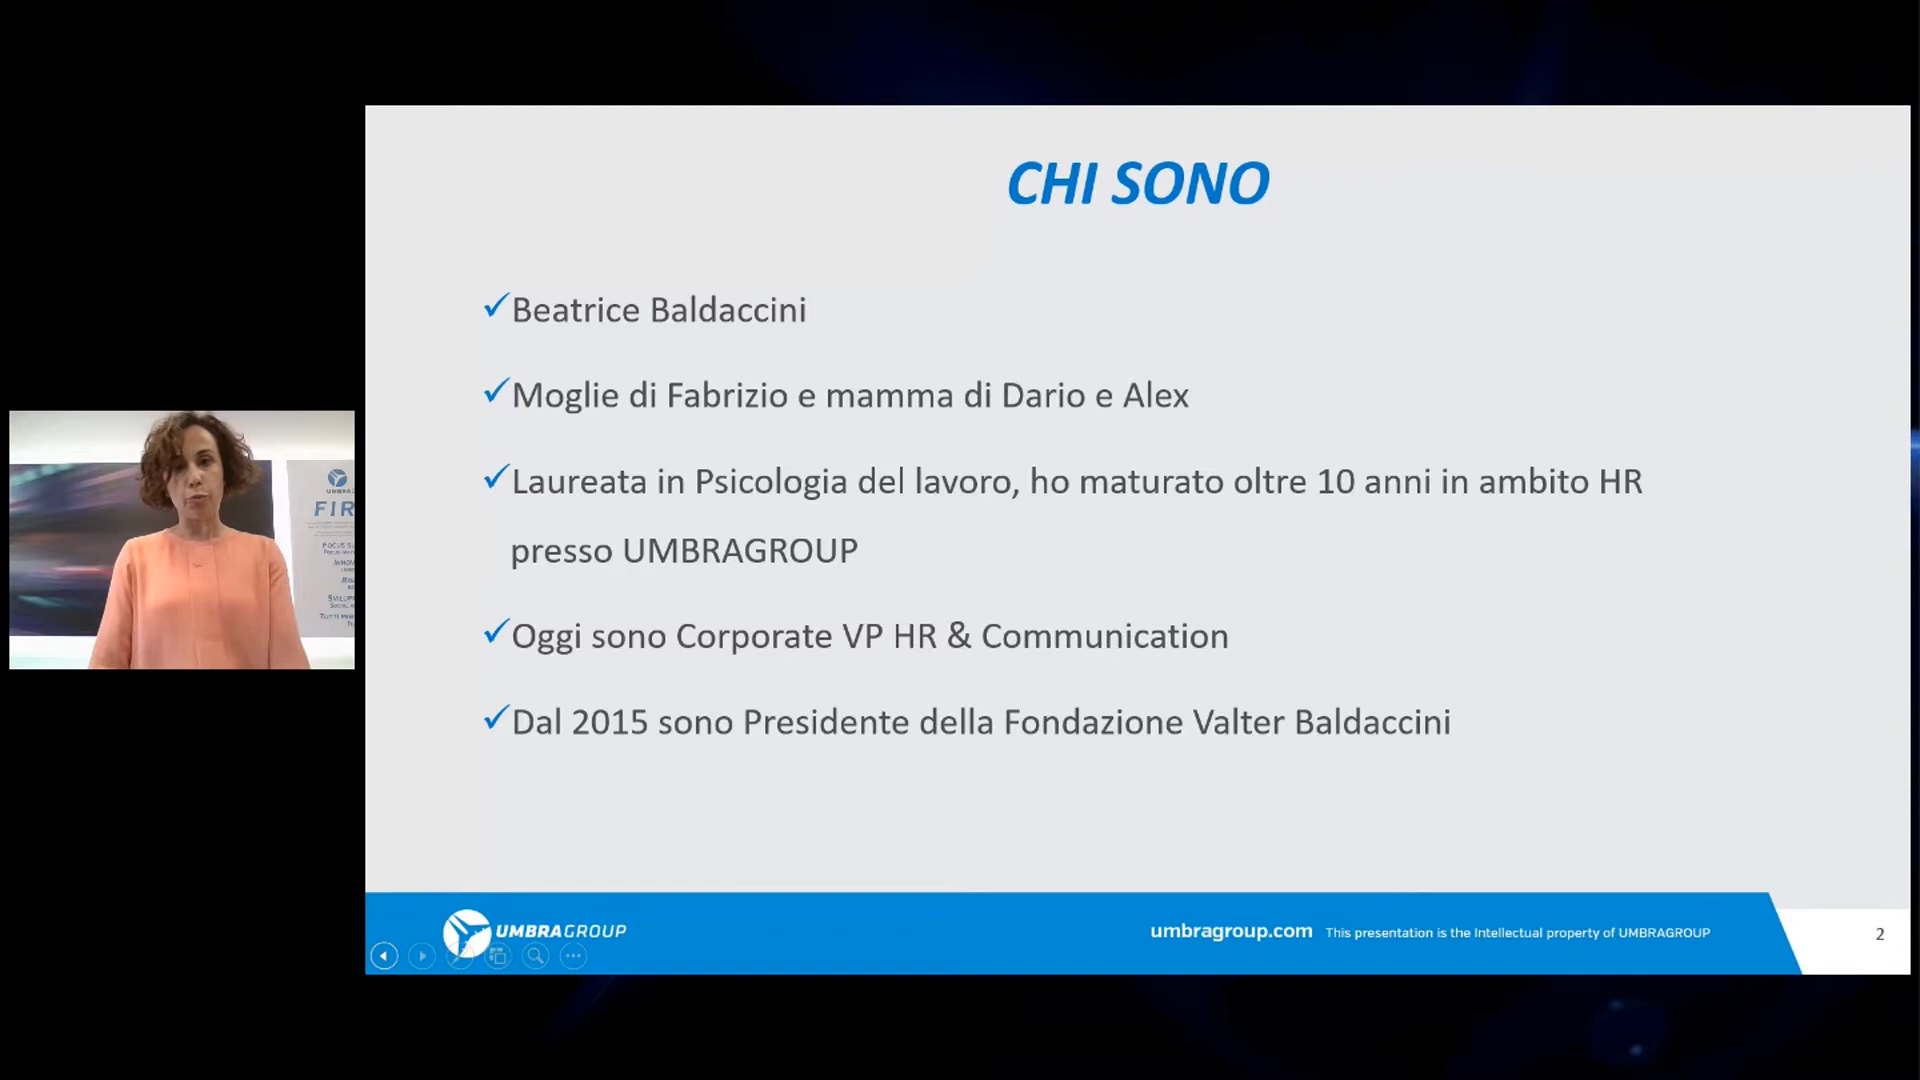 CHI SONO
Beatrice Baldaccini
Moglie di Fabrizio e mamma di Dario e Alex
Laureata in Psicologia del lavoro, ho maturato oltre 10 anni in ambito HR
presso UMBRAGROUP
Oggi sono Corporate VP HR & Communication
Dal 2015 sono Presidente della Fondazione Valter Baldaccini
UMBRAGROUP
umbragroup.com This presentation is the Intellectual property of UMBRAGROUP
2
FIR